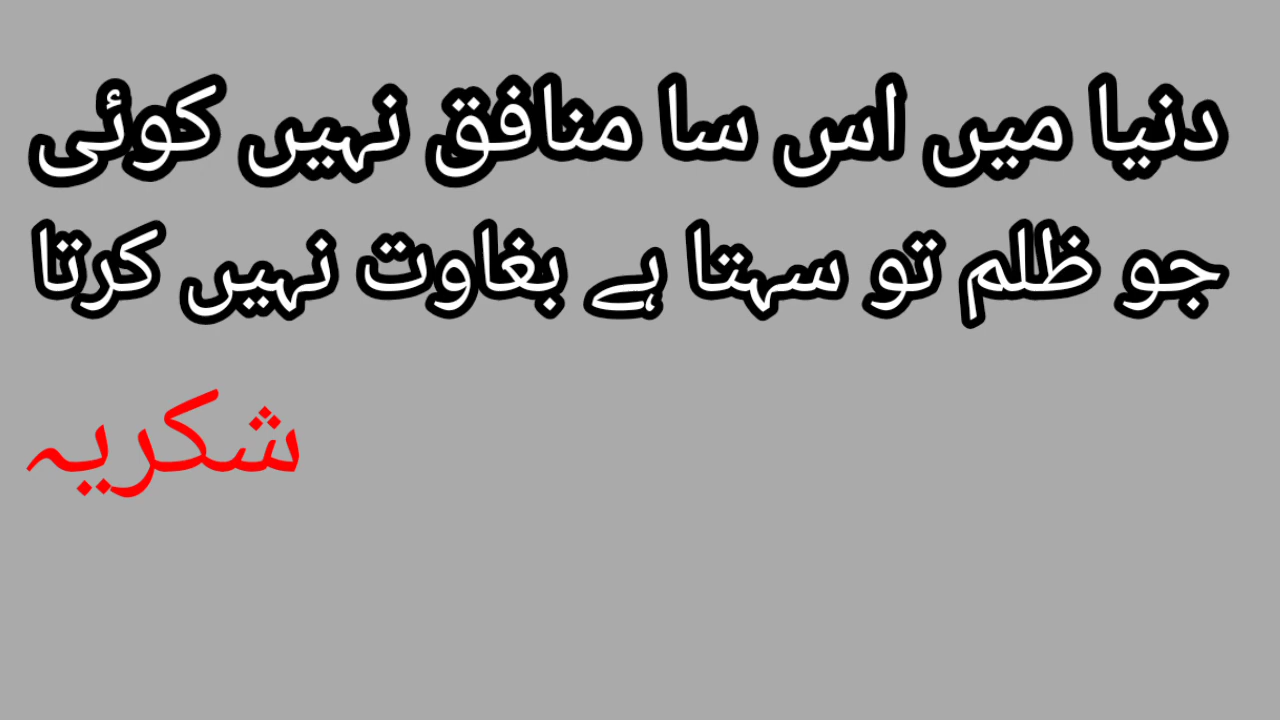 دنیا میں اس سا منافق نہیں کوئی
جو ظلم تو سہتا ہے بغاوت نہیں کرتا
شکریہ